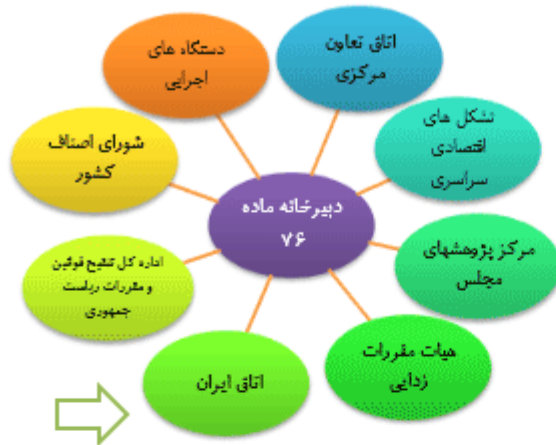 اتاق تعاون
مرکزی
تشکل های
اقتصادی
سراسری
مرکز پژوهشهای
مجلس
هیات مقررات
زدایی
اتاق ایران
اداره کل تنقیح قوانین
و مقررات ریاست
جمهوری
شورای اصناف
کشور
دستگاه های
اجرایی
دبیرخانه ماده
۷۶